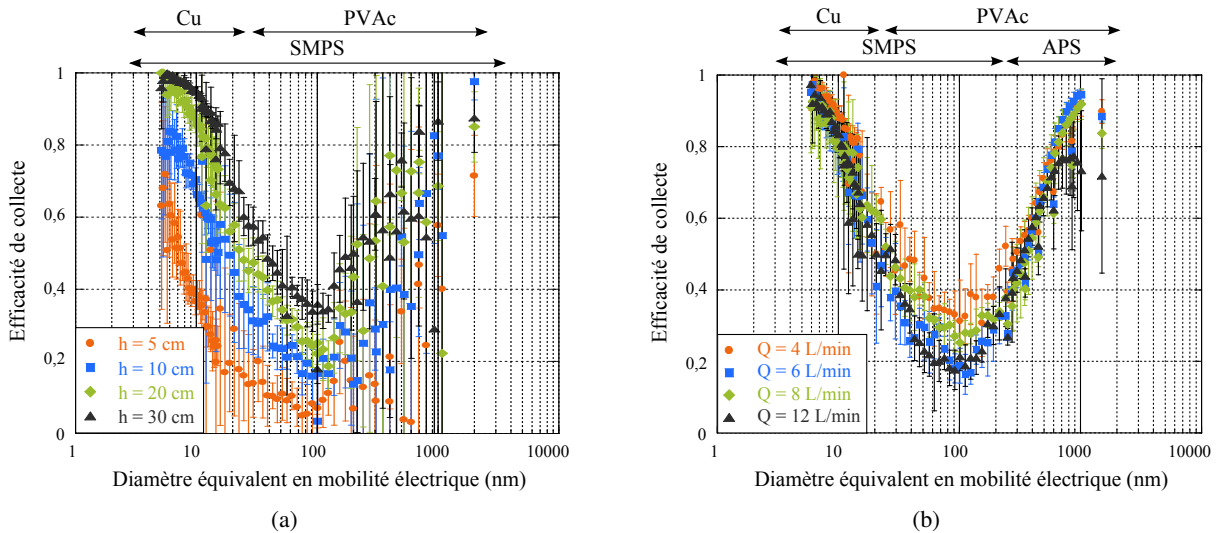 Cu PVAc
SMPS
Efficacité de collecte
1
0,8
0,6
0,4
0,2
0
h = 5 cm
h = 10 cm
h = 20 cm
h = 30 cm
1 10 100 1000 10000
Diamètre équivalent en mobilité électrique (nm)
(a)
Cu PVAc
SMPS APS
Efficacité de collecte
1
0,8
0,6
0,4
0,2
0
Q = 4 L/min
Q = 6 L/min
Q = 8 L/min
Q = 12 L/min
1 10 100 1000 10000
Diamètre équivalent en mobilité électrique (nm)
(b)